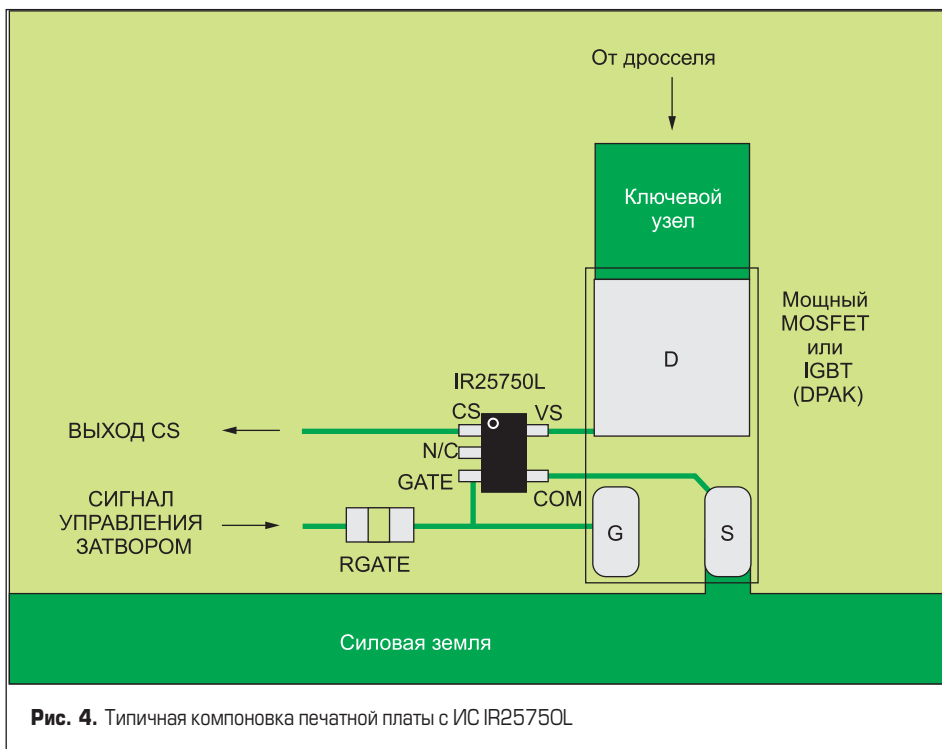 От дросселя
Ключевой
узел
Мощный
MOSFET
или
IGBT
(DPAK)
D
IR25750L
CS
VS
ВЫХОД CS
N/C
GATE
COM
СИГНАЛ
УПРАВЛЕНИЯ
ЗАТВОРОМ
G
S
RGATE
Силовая земля
Рис. 4. Типичная компоновка печатной платы с ИС IR25750L